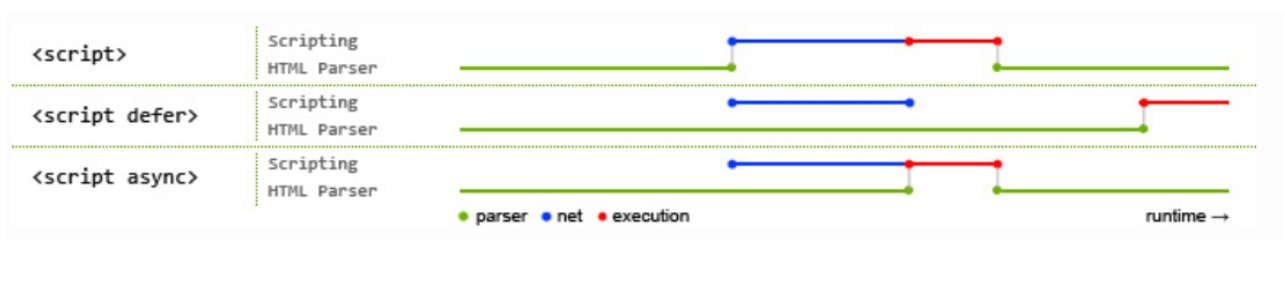 <script>
Scripting
HTML Parser
<script defer>
Scripting
HTML Parser
<script async>
Scripting
HTML Parser
parser net execution runtime →